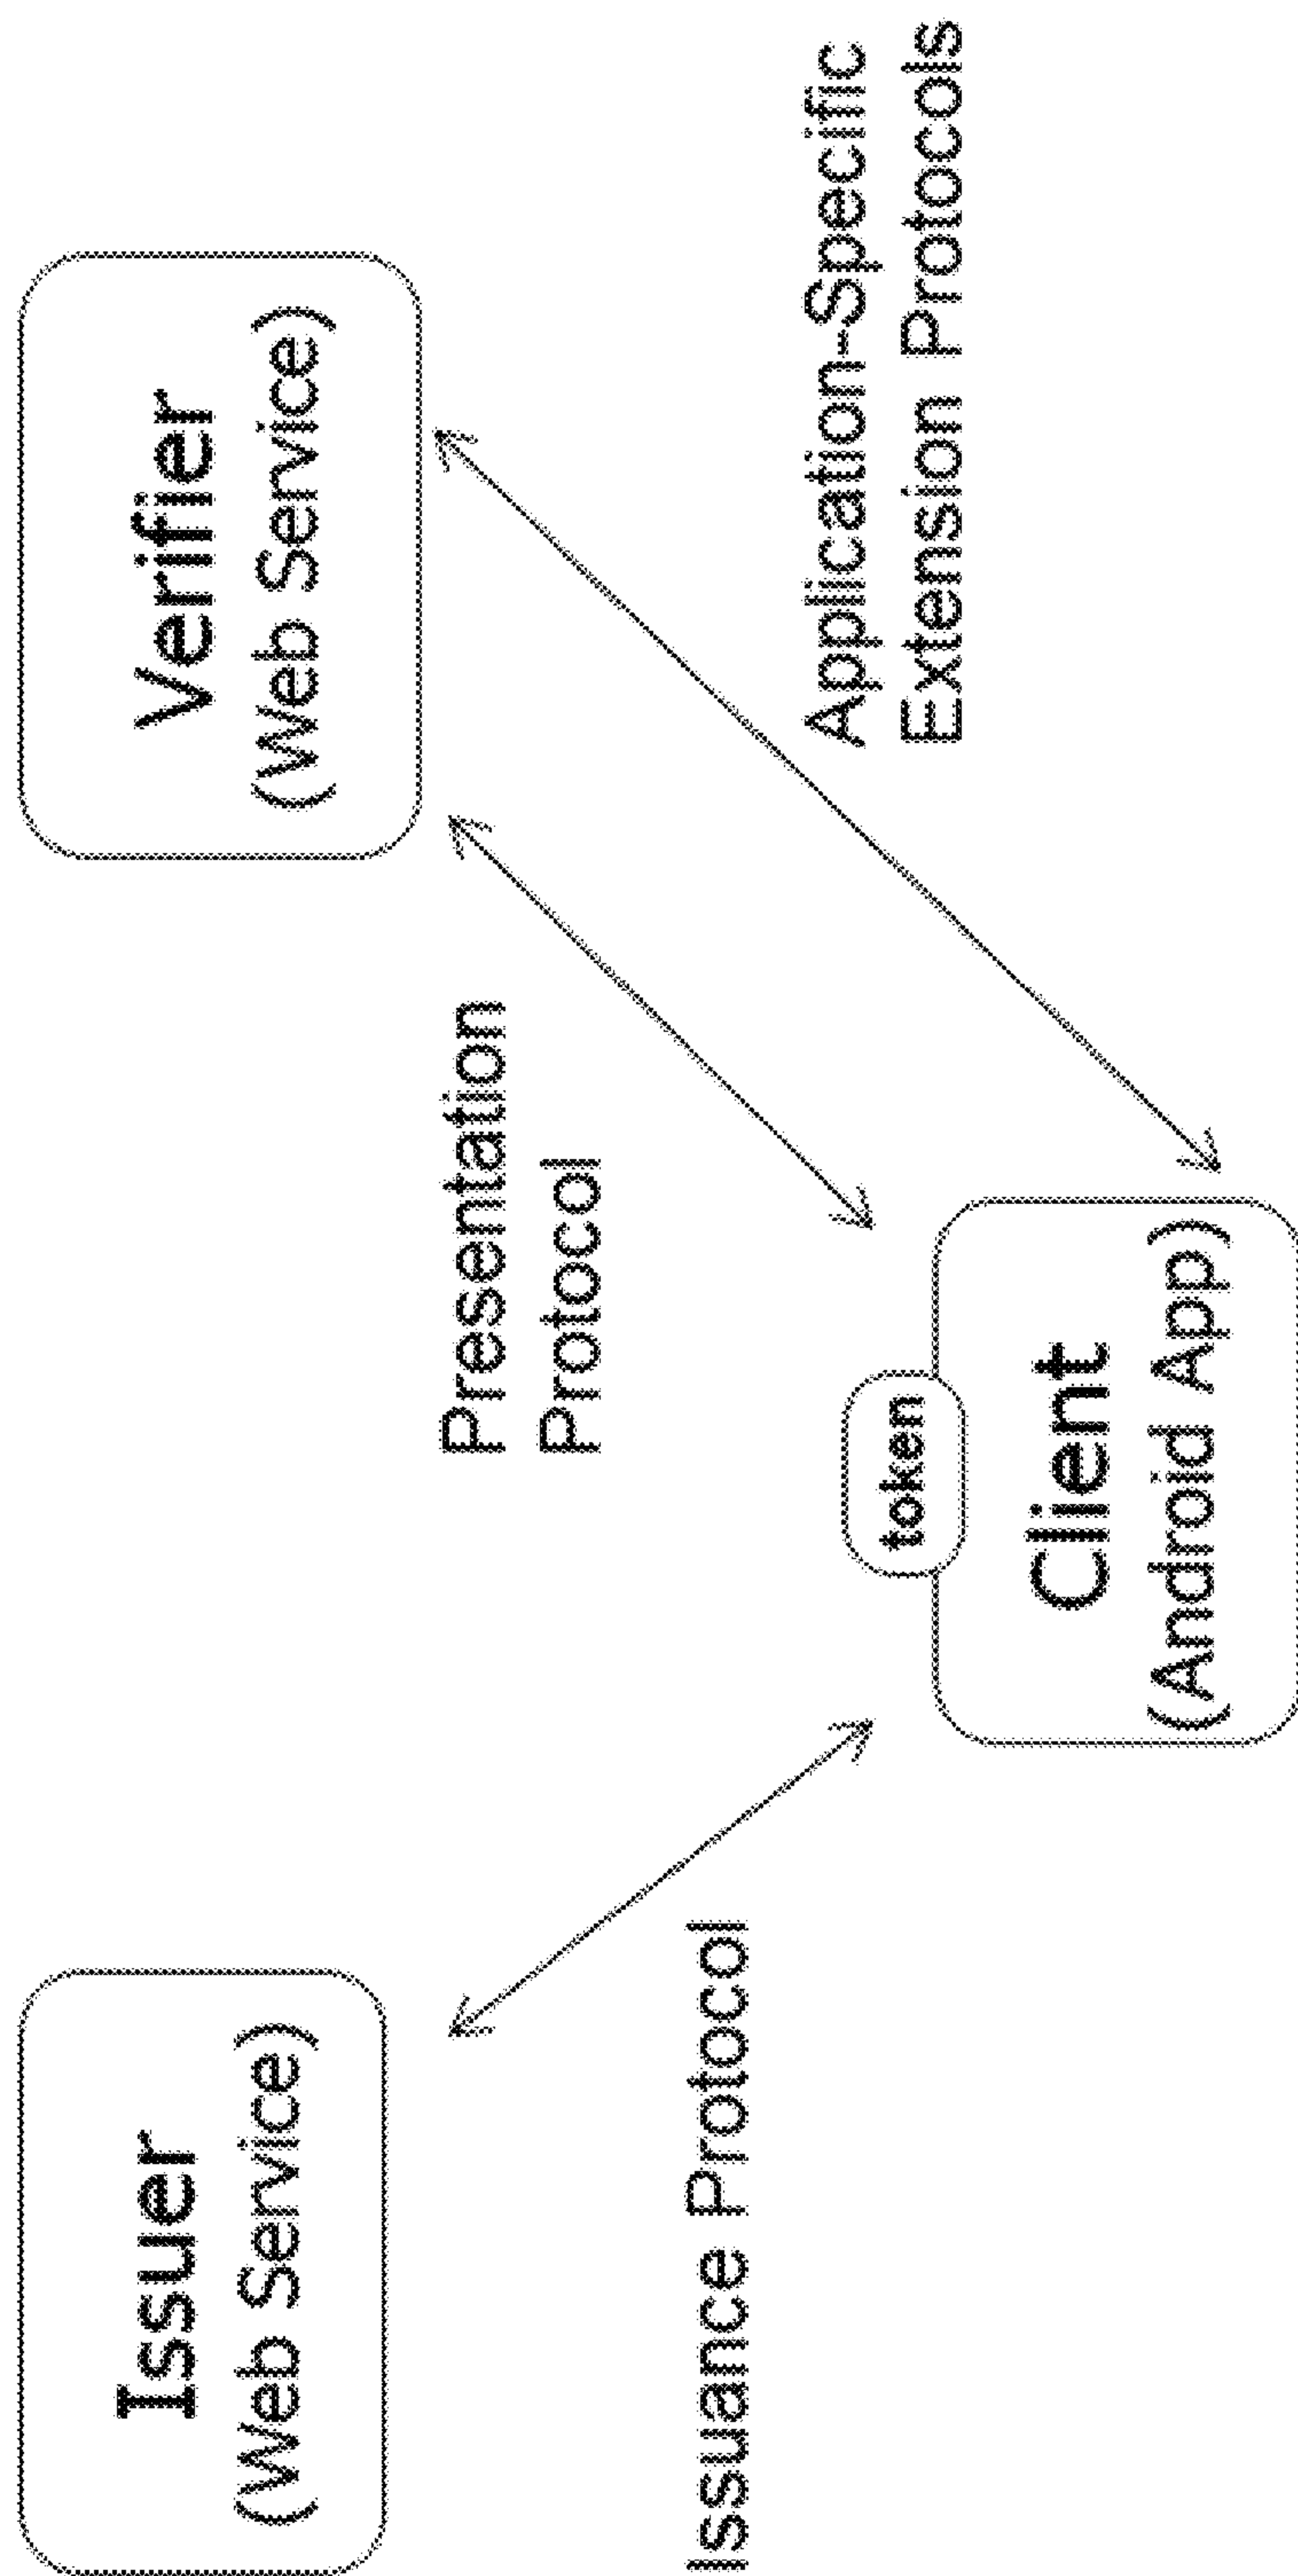 Issuer
(Web Service)
Verifier
(Web Service)
Presentation
Protocol
Issuance Protocol
Application-Specific
Extension Protocols
token
Client
(Android App)